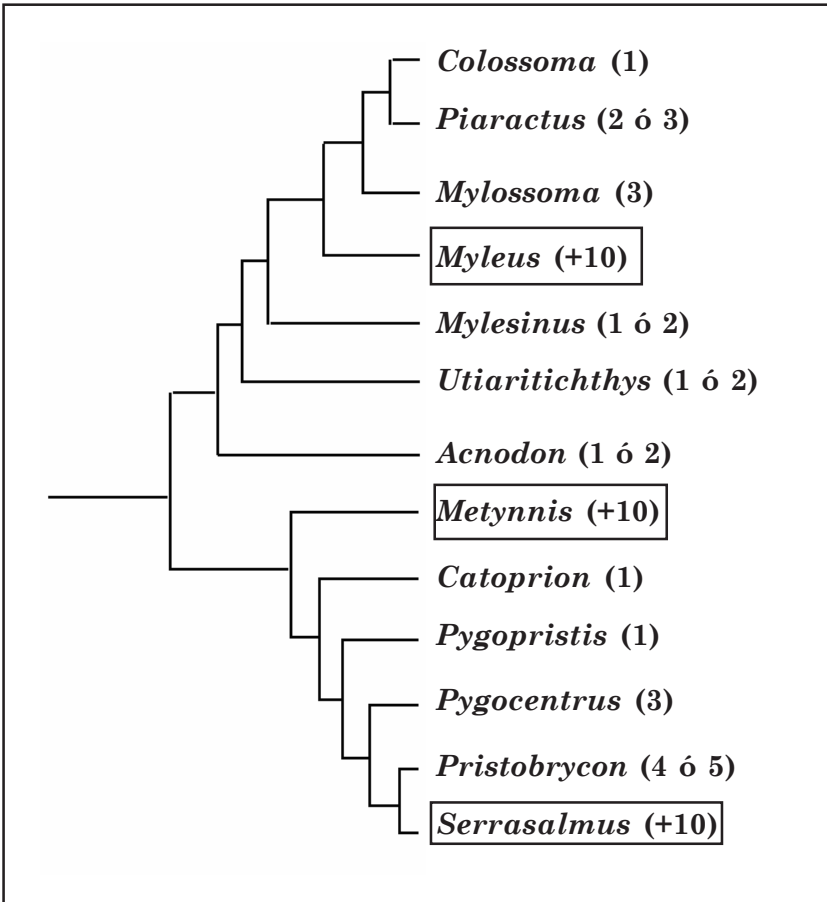 Colossoma (1)
Piaractus (2 ó 3)
Mylossoma (3)
Myleus (+10)
Mylesinus (1 ó 2)
Utiaritichthys (1 ó 2)
Acnodon (1 ó 2)
Metynnis (+10)
Catoprion (1)
Pygopristis (1)
Pygocentrus (3)
Pristobrycon (4 ó 5)
Serrasalmus (+10)